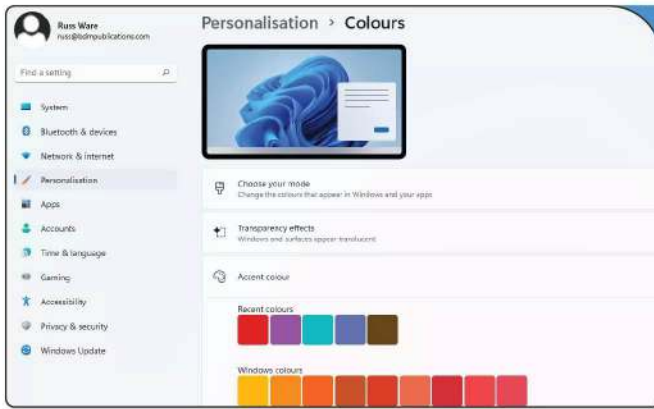 Russ Ware
russ@bdmpublications.com
Find a setting
System
Bluetooth & devices
Network & internet
Personalisation
Apps
Accounts
Time & language
Gaming
Accessibility
Privacy & security
Windows Update
Personalisation > Colours
Choose your mode
Change the colours that appear in Windows and your apps
Transparency effects
Windows and surfaces appear translucent
Accent colour
Recent colours
Windows colours